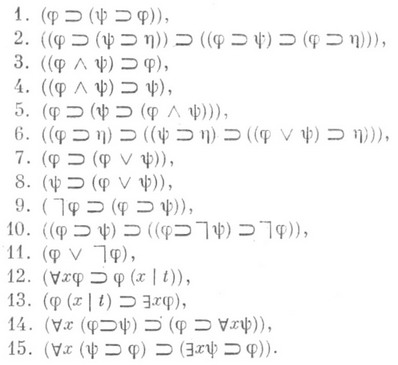 1. (φ ⊃ (ψ ⊃ φ)),
2. ((φ ⊃ (ψ ⊃ η)) ⊃ ((φ ⊃ ψ) ⊃ (φ ⊃ η))),
3. ((φ ∧ ψ) ⊃ φ),
4. ((φ ∧ ψ) ⊃ ψ),
5. (φ ⊃ (ψ ⊃ (φ ∧ ψ))),
6. ((φ ⊃ η) ⊃ ((ψ ⊃ η) ⊃ ((φ ∨ ψ) ⊃ η))),
7. (φ ⊃ (φ ∨ ψ)),
8. (ψ ⊃ (φ ∨ ψ)),
9. (⅂φ ⊃ (φ ⊃ ψ)),
10. ((φ ⊃ ψ) ⊃ ((φ⊃⅂ψ) ⊃ ⅂φ)),
11. (φ ∨ ⅂φ),
12. (∀xφ ⊃ φ (x | t)),
13. (φ (x | t) ⊃ ∃xφ),
14. (∀x (φ⊃ψ) ⊃ (φ ⊃ ∀xψ)),
15. (∀x (ψ ⊃ φ) ⊃ (∃xψ ⊃ φ)).